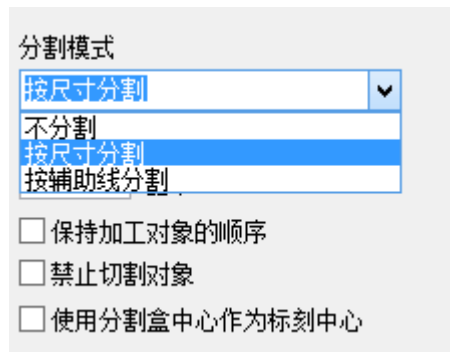 分割模式
按尺寸分割
不分割
按尺寸分割
按辅助线分割
保持加工对象的顺序
禁止切割对象
使用分割盒中心作为标刻中心